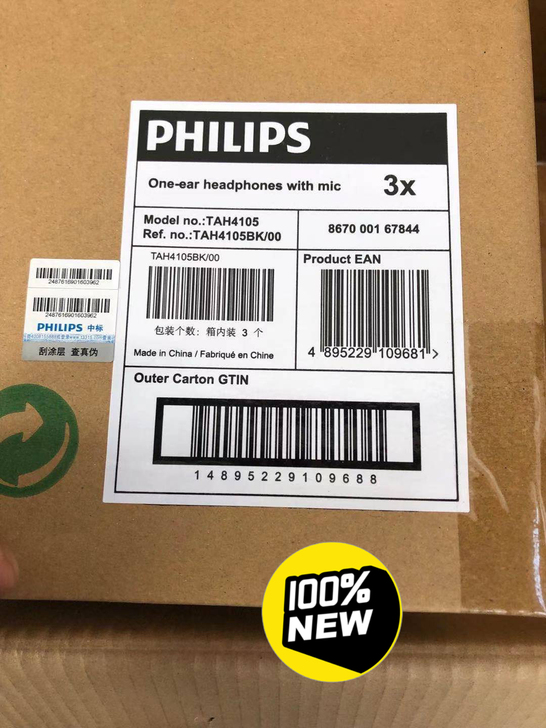 PHILIPS
One-ear headphones with mic 3x
Model no.:TAH4105
Ref. no.:TAH4105BK/00
8670 001 67844
TAH4105BK/00
包装个数：箱内装 3 个
Made in China / Fabriqué en Chine
Product EAN
4 895229 109681 >
Outer Carton GTIN
1 4 8 9 5 2 2 9 1 0 9 6 8 8
2487616901603962
2487616901603962
PHILIPS 中标
刮涂层 查真伪
100%
NEW